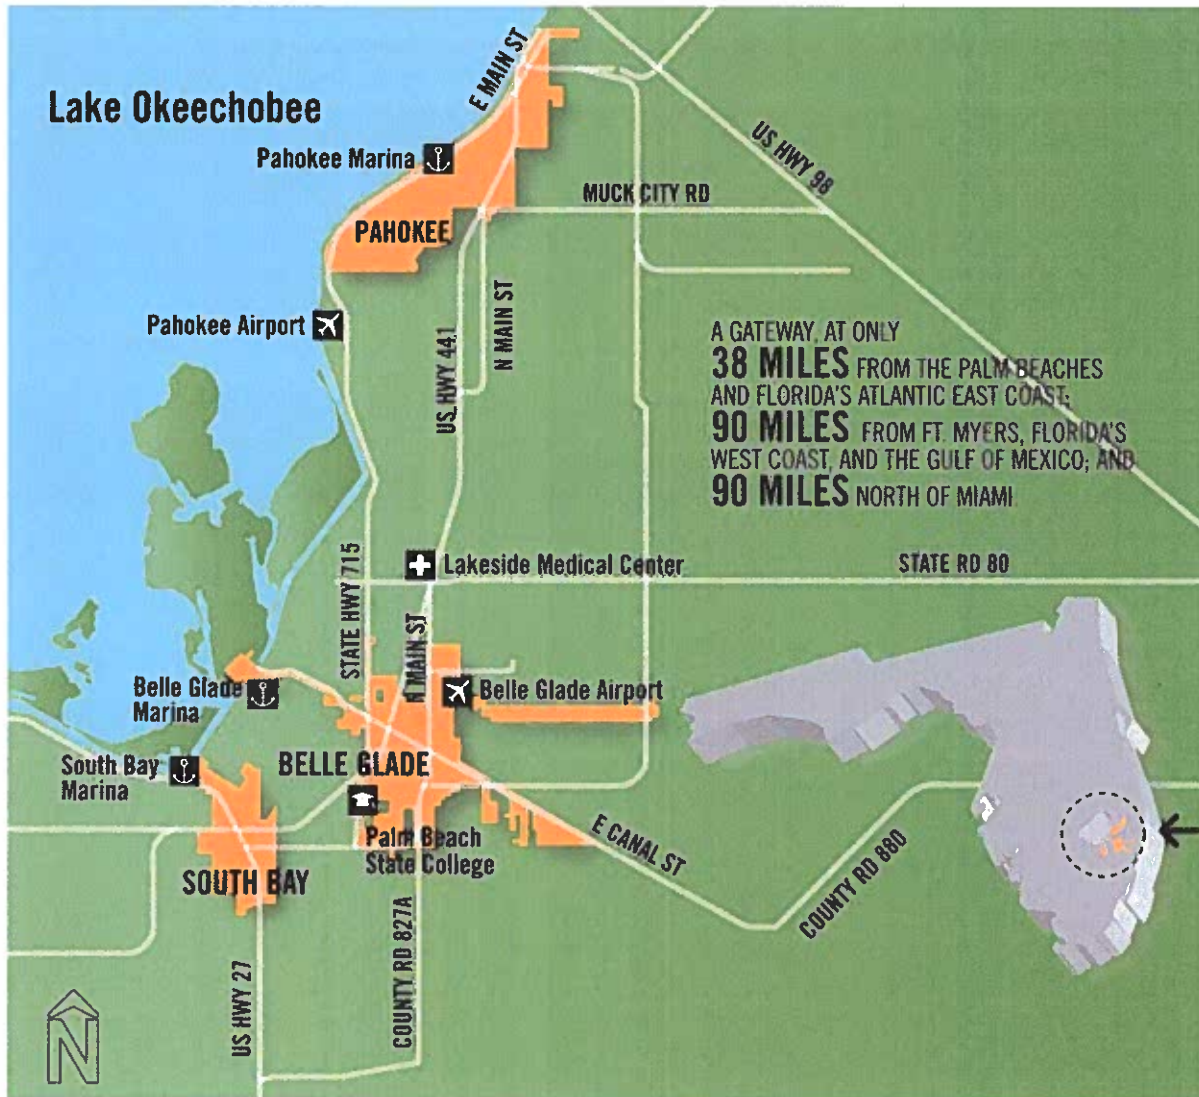 E MAIN ST
Lake Okeechobee
Pahokee Marina
US HWY 98
MUCK CITY RD
PAHOKEE
Pahokee Airport
N MAIN ST
US HWY 441
A GATEWAY, AT ONLY
38 MILES FROM THE PALM BEACHES
AND FLORIDA'S ATLANTIC EAST COAST;
90 MILES FROM FT. MYERS, FLORIDA'S
WEST COAST, AND THE GULF OF MEXICO; AND
90 MILES NORTH OF MIAMI
Lakeside Medical Center
STATE RD 80
STATE HWY 715
N MAIN ST
Belle Glade
Marina
Belle Glade Airport
South Bay
Marina
BELLE GLADE
Palm Beach
State College
E CANAL ST
SOUTH BAY
COUNTY RD 880
COUNTY RD 827A
US HWY 27
N